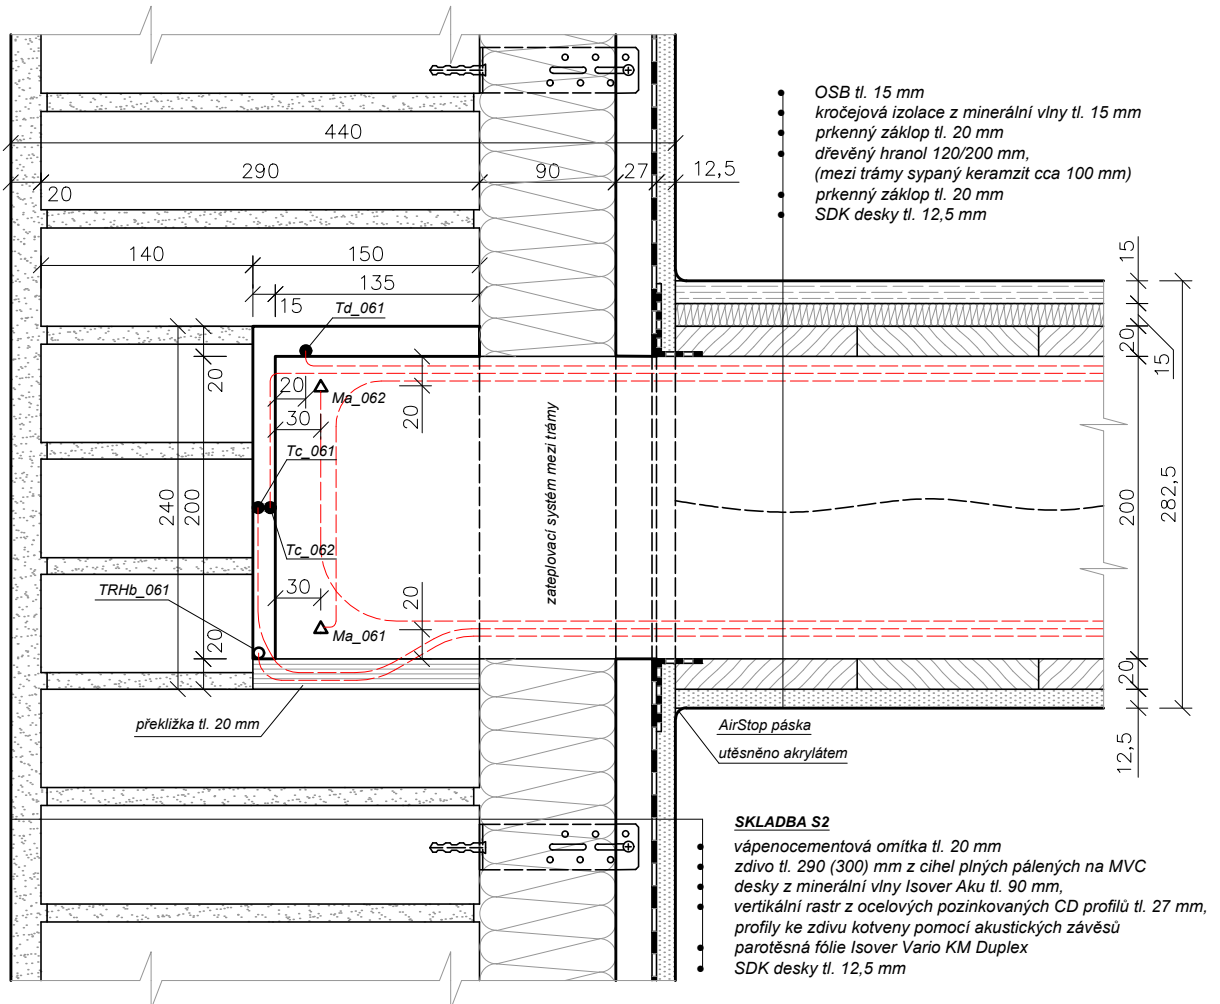 OSB tl. 15 mm
kročejová izolace z minerální vlny tl. 15 mm
prkenný záklop tl. 20 mm
dřevěný hranol 120/200 mm,
(mezi trámy sypaný keramzit cca 100 mm)
prkenný záklop tl. 20 mm
SDK desky tl. 12,5 mm
440
290
90
27
12,5
20
140
150
135
15
Td_061
15
20
15
20
20
Ma_062
30
20
Tc_061
240
200
zateplovací systém mezi trámy
200
282,5
Tc_062
TRHb_061
30
20
Ma_061
20
20
překližka tl. 20 mm
AirStop páska
utěsněno akrylátem
12,5
SKLADBA S2
vápenocementová omítka tl. 20 mm
zdivo tl. 290 (300) mm z cihel plných pálených na MVC
desky z minerální vlny Isover Aku tl. 90 mm,
vertikální rastr z ocelových pozinkovaných CD profilů tl. 27 mm,
profily ke zdivu kotveny pomocí akustických závěsů
parotěsná fólie Isover Vario KM Duplex
SDK desky tl. 12,5 mm